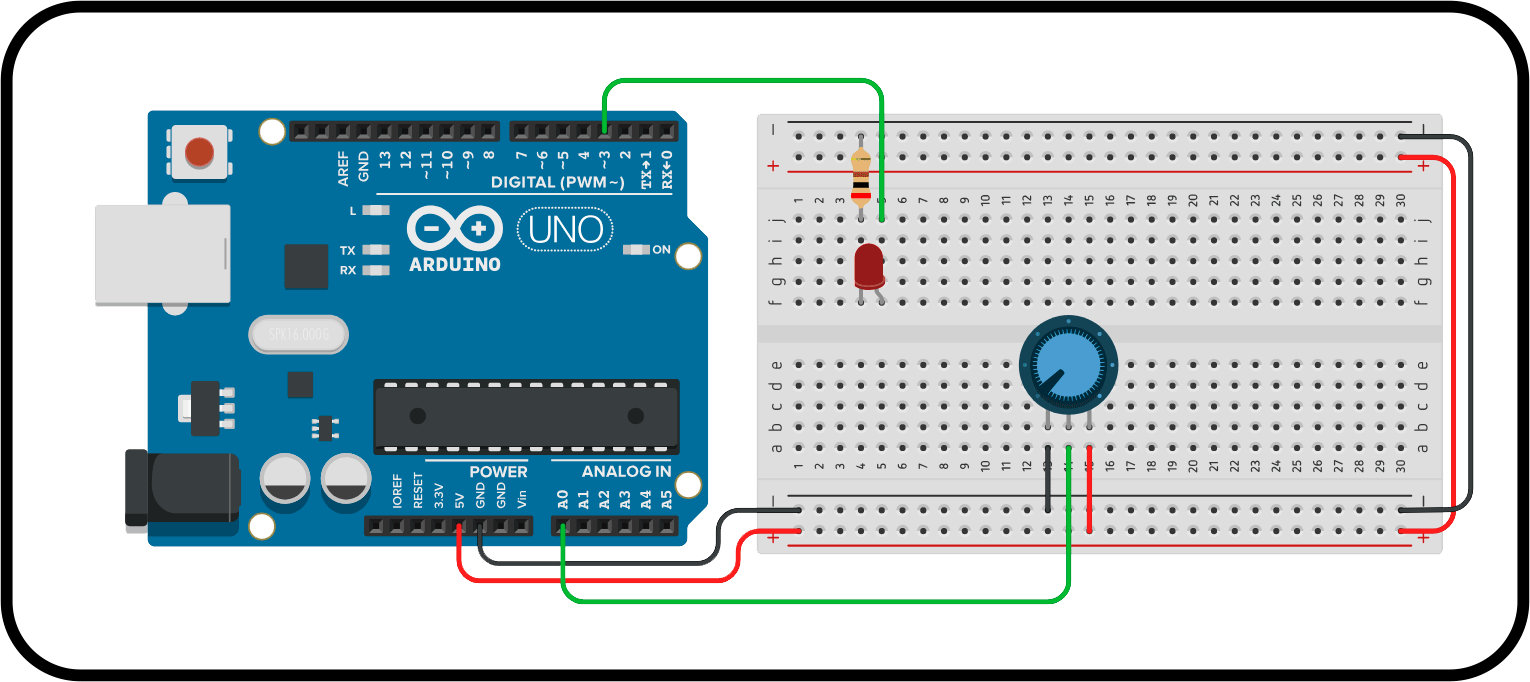 AREF
GND
13
12
~11
~10
~9
8
7
~6
~5
4
~3
2
TX→1
RX←0
DIGITAL (PWM~)
L
TX
RX
UNO
ON
ARDUINO
SPK16.000G
POWER
ANALOG IN
IOREF
RESET
3.3V
5V
GND
GND
Vin
A0
A1
A2
A3
A4
A5
− −
+ +
1 2 3 4 5 6 7 8 9 10 11 12 13 14 15 16 17 18 19 20 21 22 23 24 25 26 27 28 29 30
j j
i i
h h
g g
f f
e e
d d
c c
b b
a a
1 2 3 4 5 6 7 8 9 10 11 12 13 14 15 16 17 18 19 20 21 22 23 24 25 26 27 28 29 30
− −
+ +